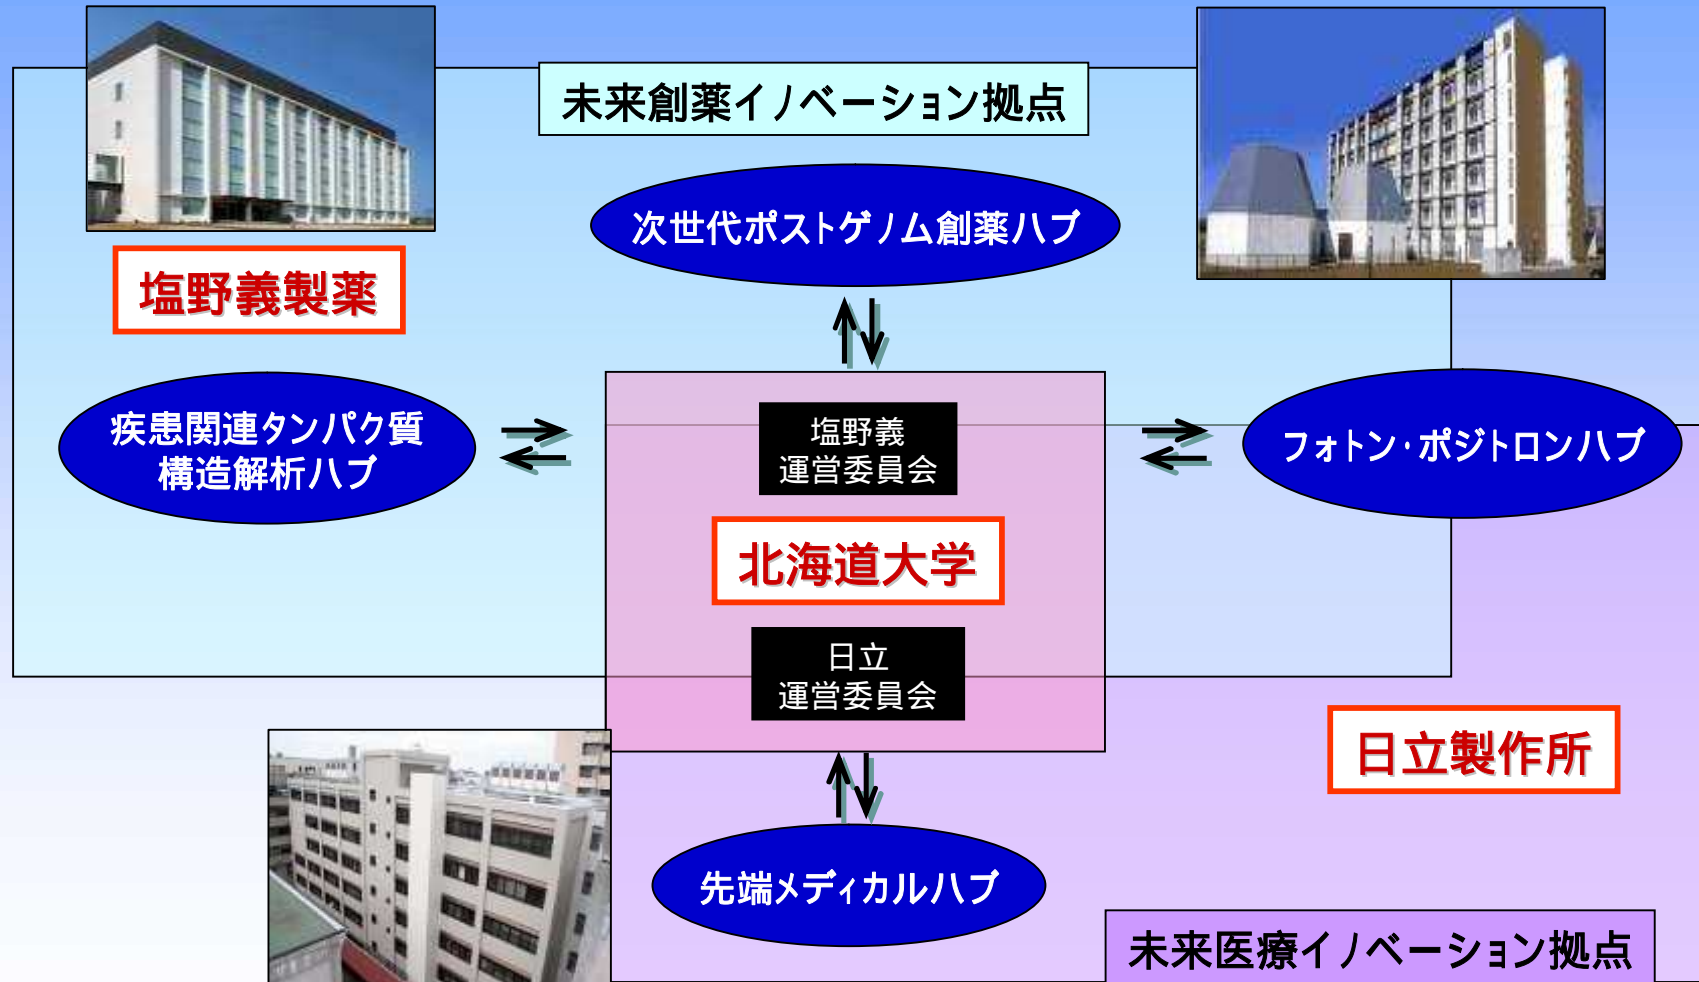 未来創薬イノベーション拠点
次世代ポストゲノム創薬ハブ
塩野義製薬
疾患関連タンパク質
構造解析ハブ
塩野義
運営委員会
フォトン・ポジトロンハブ
北海道大学
日立
運営委員会
日立製作所
先端メディカルハブ
未来医療イノベーション拠点